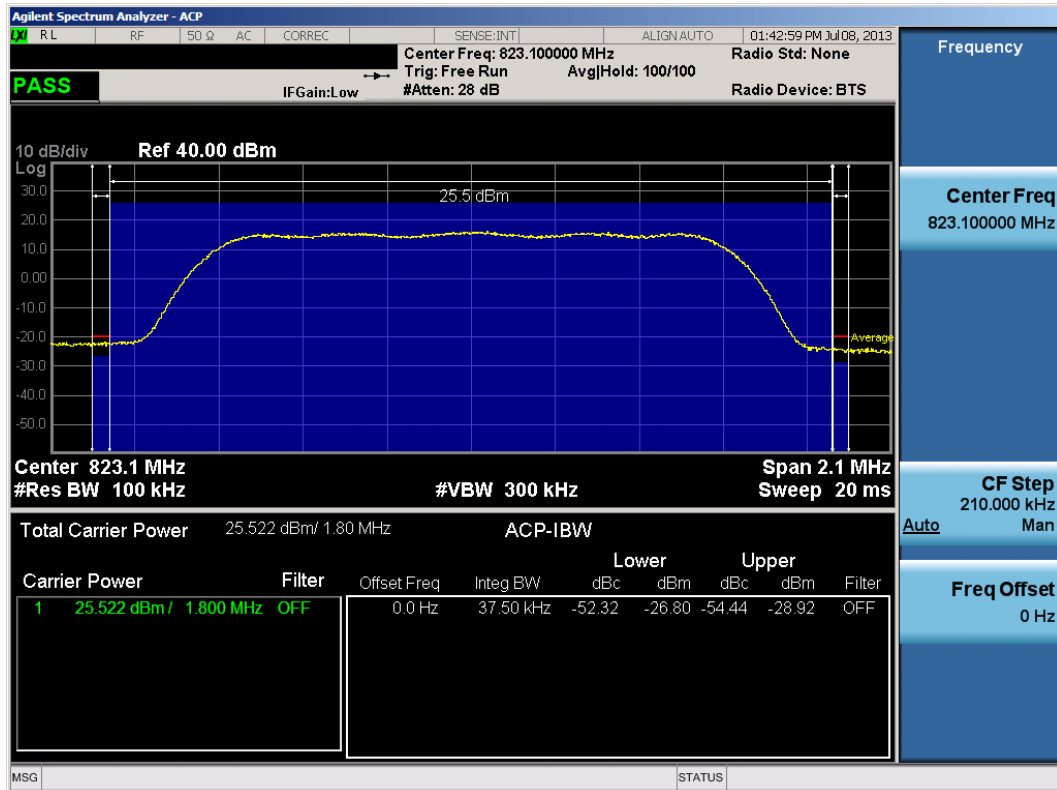 Agilent Spectrum Analyzer - ACP
LXI RL RF 50 Ω AC CORREC SENSE:INT ALIGN AUTO 01:42:59 PM Jul 08, 2013
Center Freq: 823.100000 MHz Radio Std: None
Trig: Free Run Avg|Hold: 100/100
PASS IFGain:Low #Atten: 28 dB Radio Device: BTS
Frequency
10 dB/div Ref 40.00 dBm
Log
30.0
25.5 dBm
20.0
10.0
0.00
-10.0
-20.0
Average
-30.0
-40.0
-50.0
Center Freq
823.100000 MHz
Center 823.1 MHz Span 2.1 MHz
#Res BW 100 kHz #VBW 300 kHz Sweep 20 ms
CF Step
210.000 kHz
Auto Man
Total Carrier Power 25.522 dBm/ 1.80 MHz ACP-IBW
Lower Upper
Carrier Power Filter Offset Freq Integ BW dBc dBm dBc dBm Filter
1 25.522 dBm / 1.800 MHz OFF 0.0 Hz 37.50 kHz -52.32 -26.80 -54.44 -28.92 OFF
Freq Offset
0 Hz
MSG STATUS